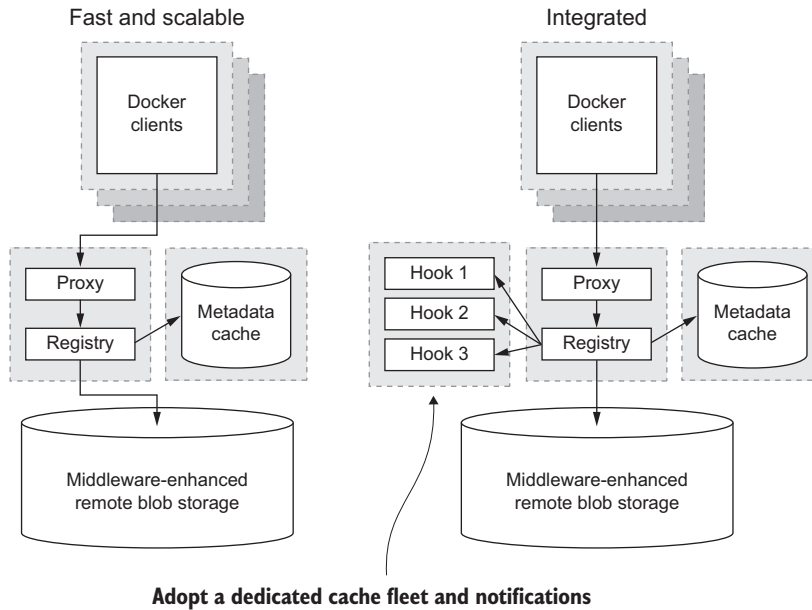 Fast and scalable
Integrated
Docker
clients
Docker
clients
Proxy
Registry
Metadata
cache
Hook 1
Hook 2
Hook 3
Proxy
Registry
Metadata
cache
Middleware-enhanced
remote blob storage
Middleware-enhanced
remote blob storage
Adopt a dedicated cache fleet and notifications